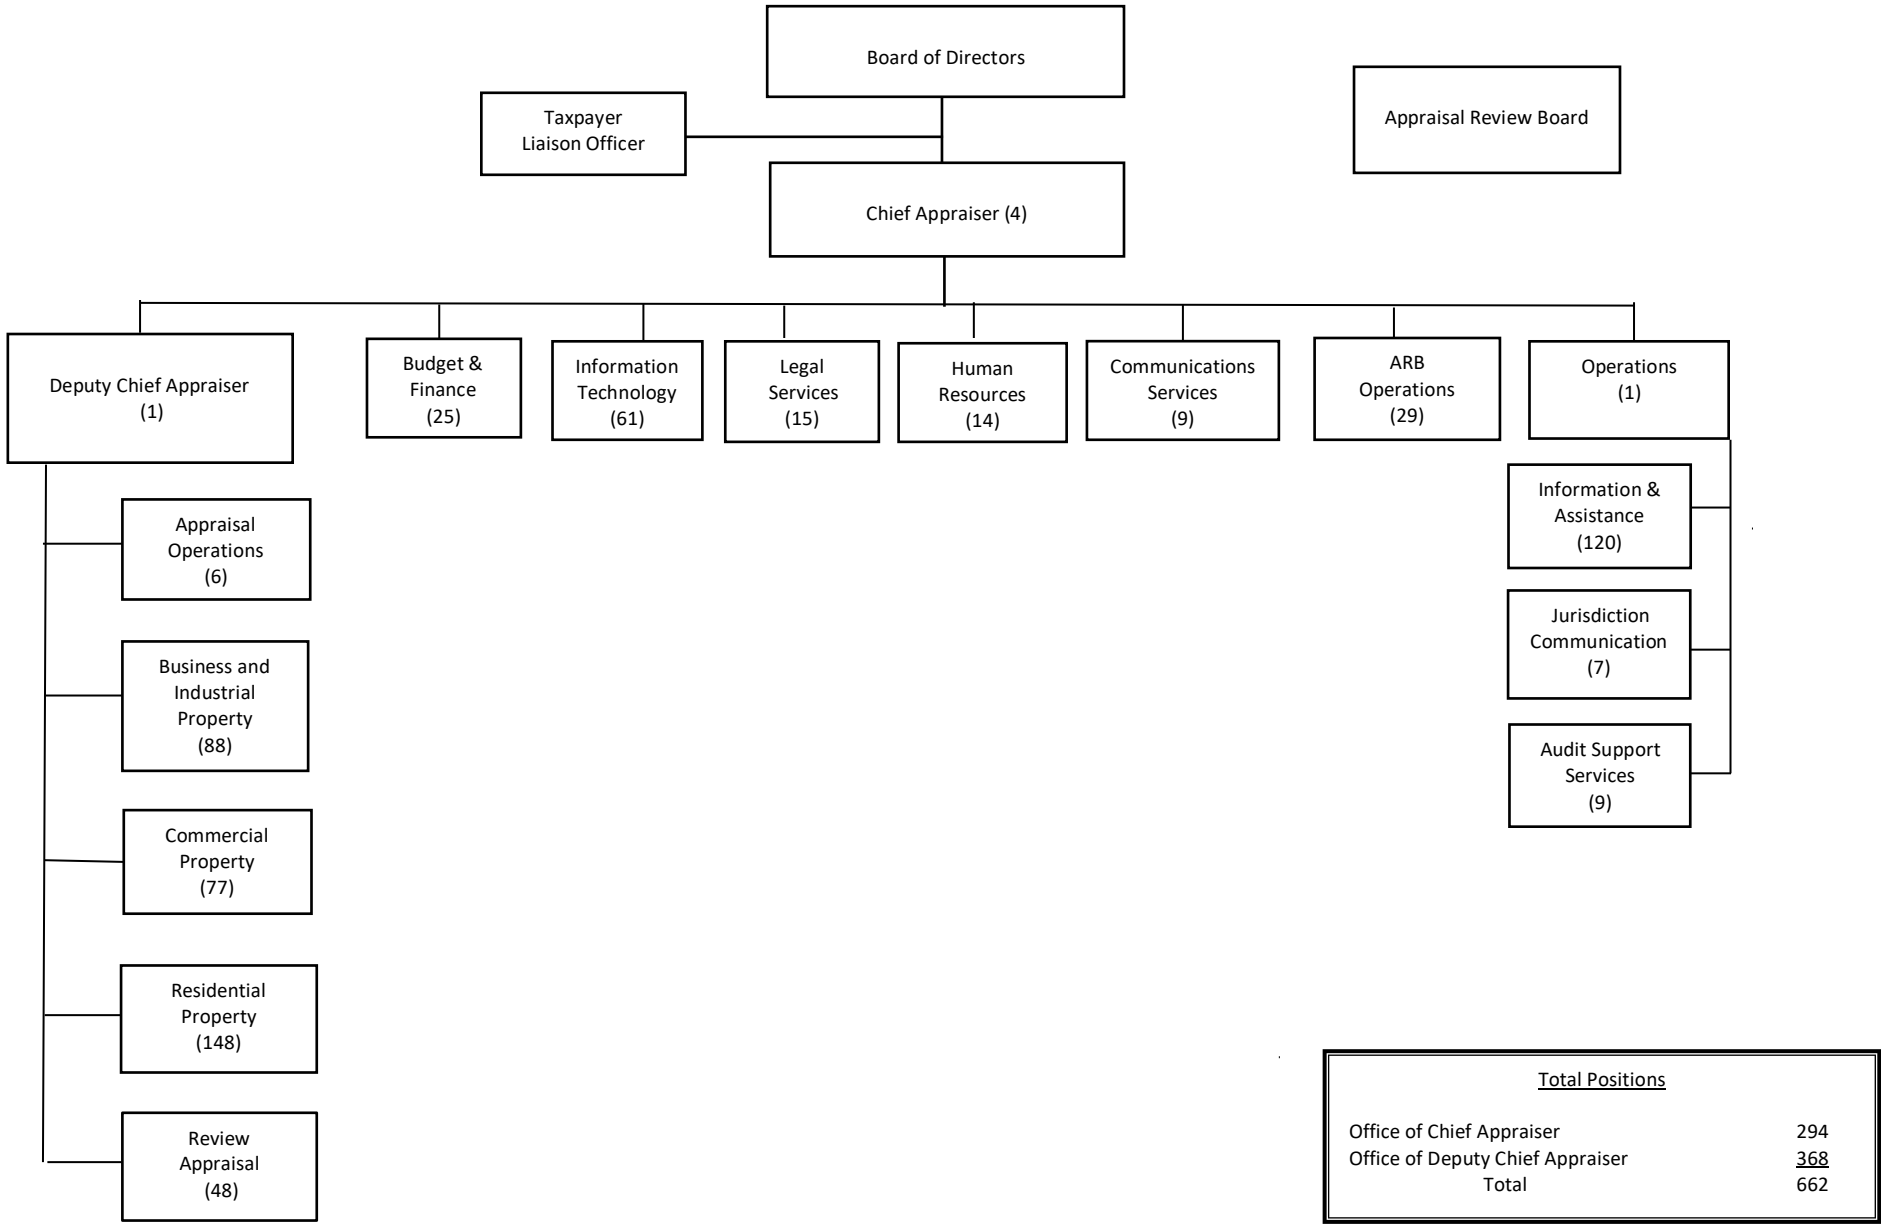 Board of Directors
Taxpayer
Liaison Officer
Appraisal Review Board
Chief Appraiser (4)
Deputy Chief Appraiser
(1)
Budget &
Finance
(25)
Information
Technology
(61)
Legal
Services
(15)
Human
Resources
(14)
Communications
Services
(9)
ARB
Operations
(29)
Operations
(1)
Appraisal
Operations
(6)
Business and
Industrial
Property
(88)
Commercial
Property
(77)
Residential
Property
(148)
Review
Appraisal
(48)
Information &
Assistance
(120)
Jurisdiction
Communication
(7)
Audit Support
Services
(9)
Total Positions
Office of Chief Appraiser 294
Office of Deputy Chief Appraiser 368
Total 662